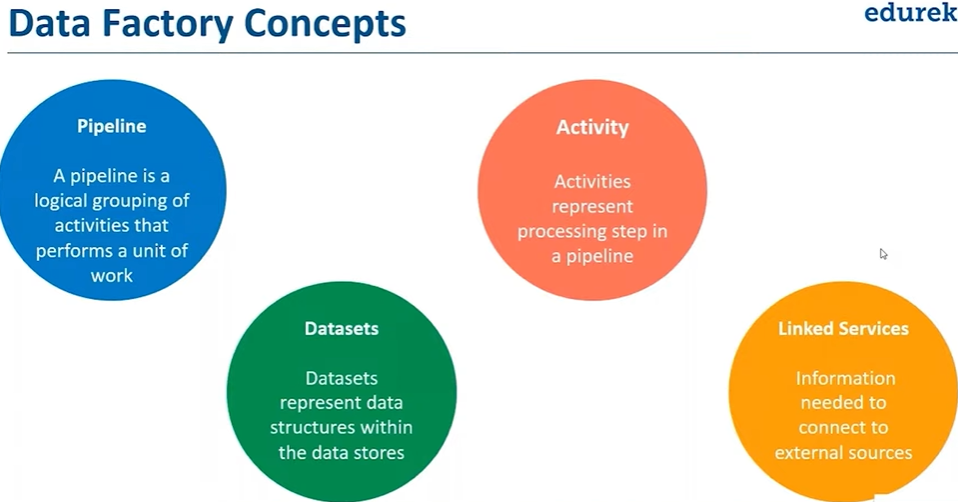 Data Factory Concepts
edurek
Pipeline
A pipeline is a
logical grouping of
activities that
performs a unit of
work
Datasets
Datasets
represent data
structures within
the data stores
Activity
Activities
represent
processing step in
a pipeline
Linked Services
Information
needed to
connect to
external sources